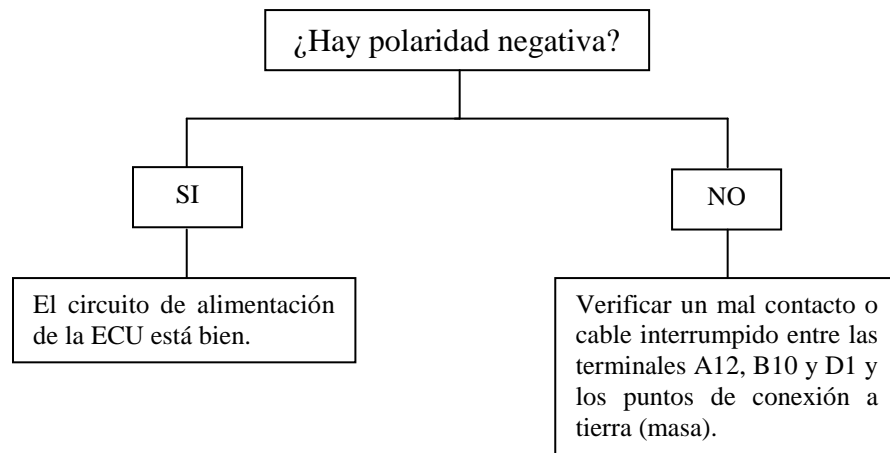 ¿Hay polaridad negativa?
SI
NO
El circuito de alimentación
de la ECU está bien.
Verificar un mal contacto o
cable interrumpido entre las
terminales A12, B10 y D1 y
los puntos de conexión a
tierra (masa).